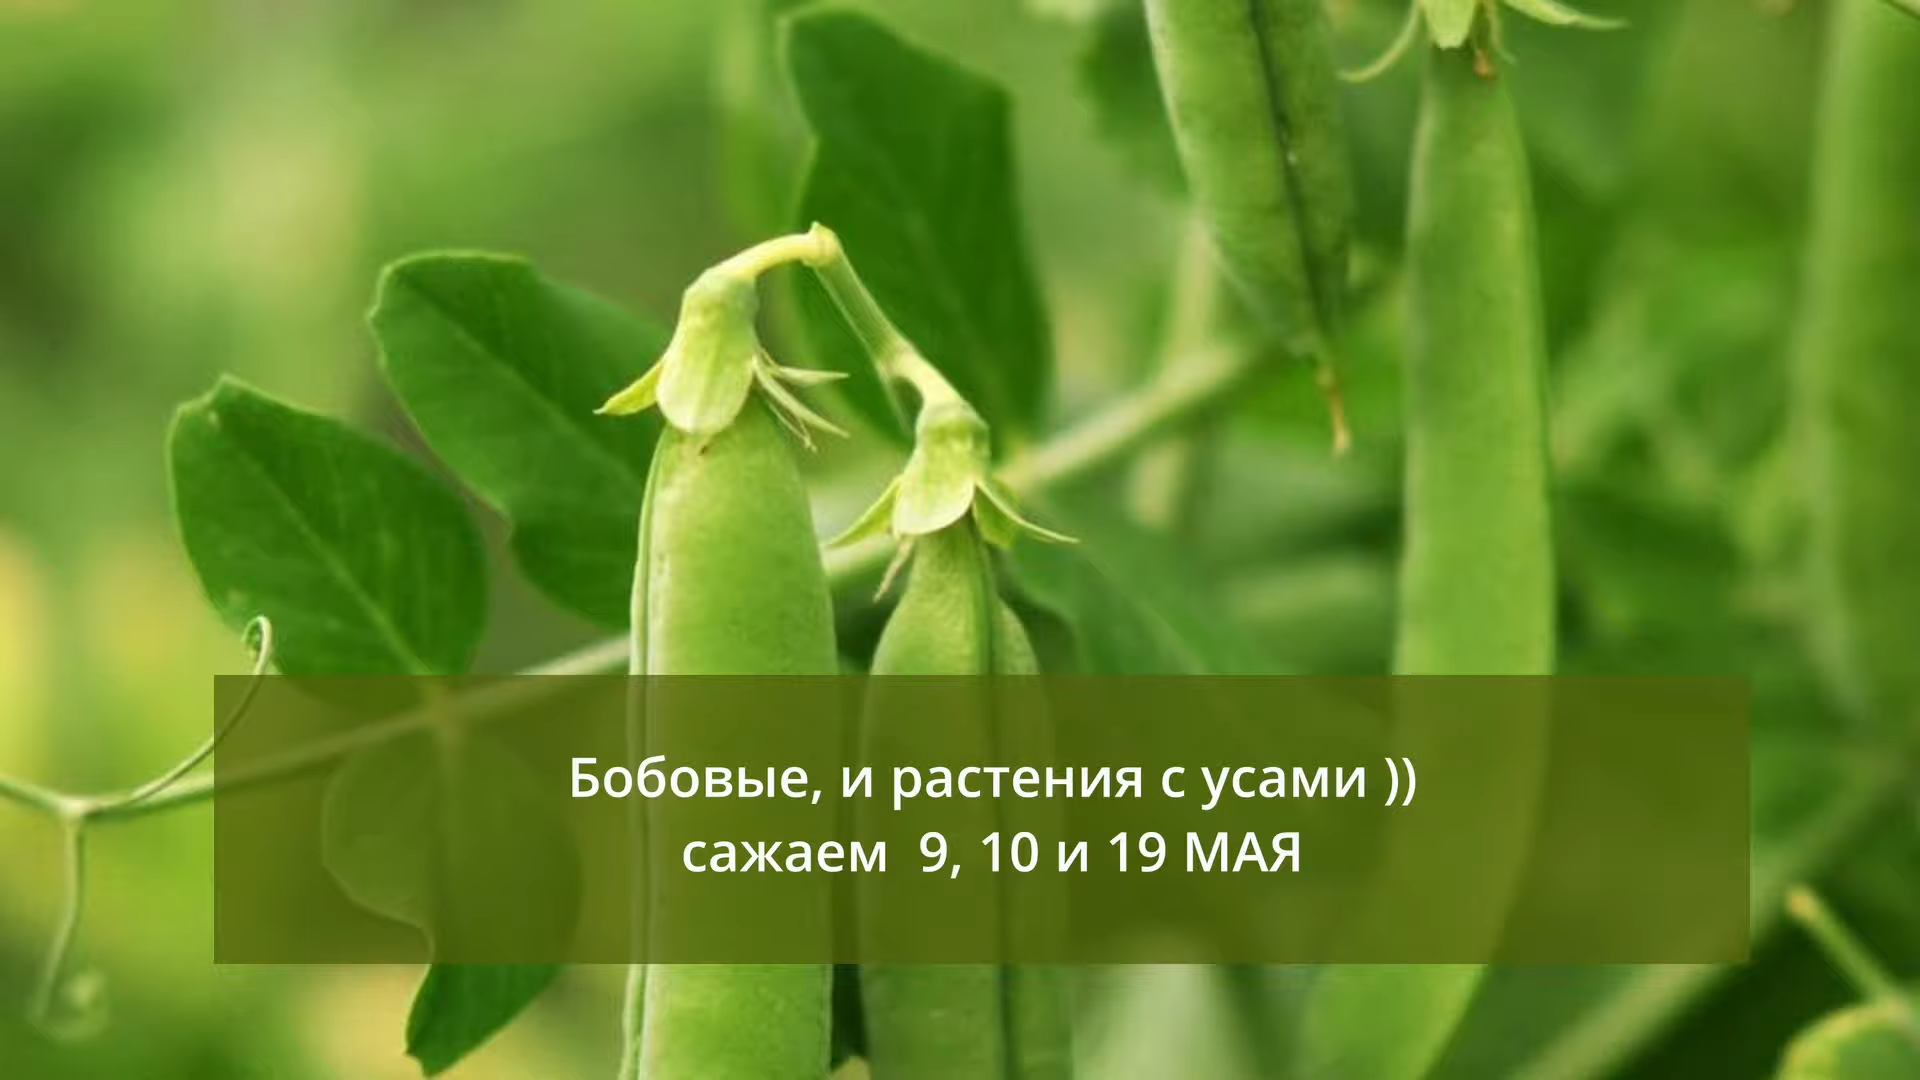 Бобовые, и растения с усами ))
сажаем  9, 10 и 19 МАЯ